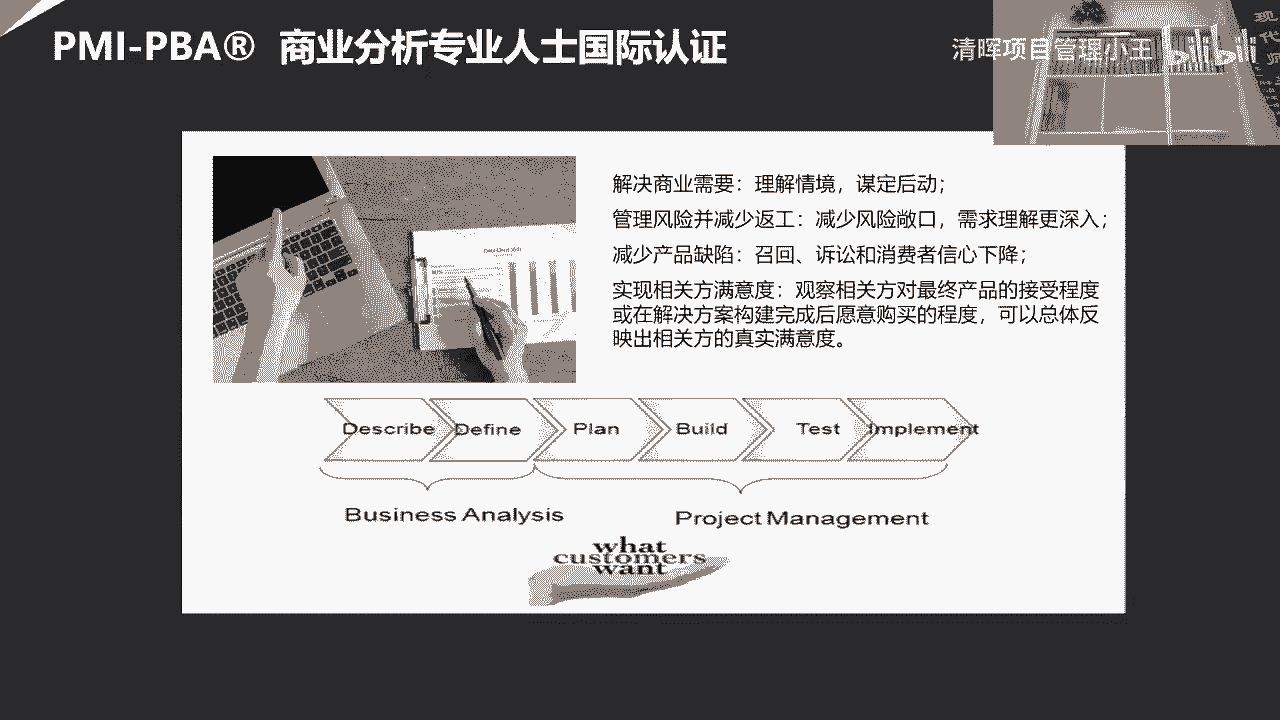 PMI-PBA® 商业分析专业人士国际认证
清晖项目管理小王 bilibili
现
代
解决商业需要：理解情境，谋定后动；
管理风险并减少返工：减少风险敞口，需求理解更深入；
减少产品缺陷：召回、诉讼和消费者信心下降；
实现相关方满意度：观察相关方对最终产品的接受程度
或在解决方案构建完成后愿意购买的程度，可以总体反
映出相关方的真实满意度。
Describe Define Plan Build Test Implement
Business Analysis
Project Management
what
customers
want